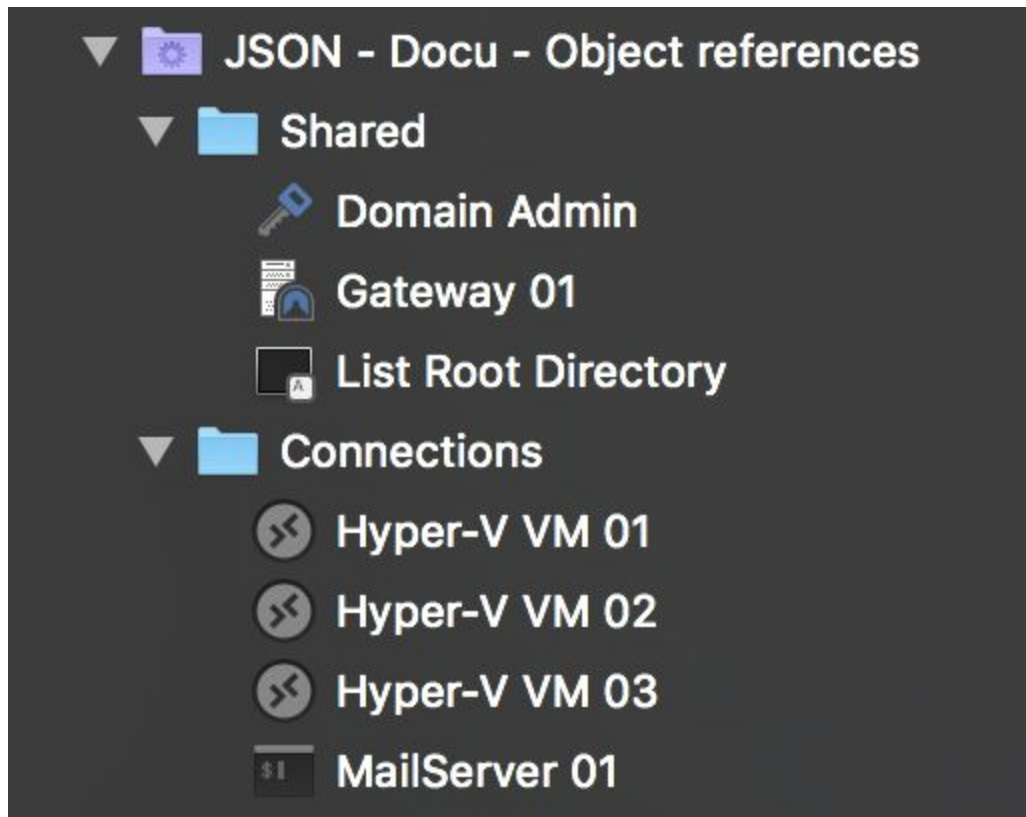 JSON - Docu - Object references
Shared
Domain Admin
Gateway 01
List Root Directory
Connections
Hyper-V VM 01
Hyper-V VM 02
Hyper-V VM 03
MailServer 01